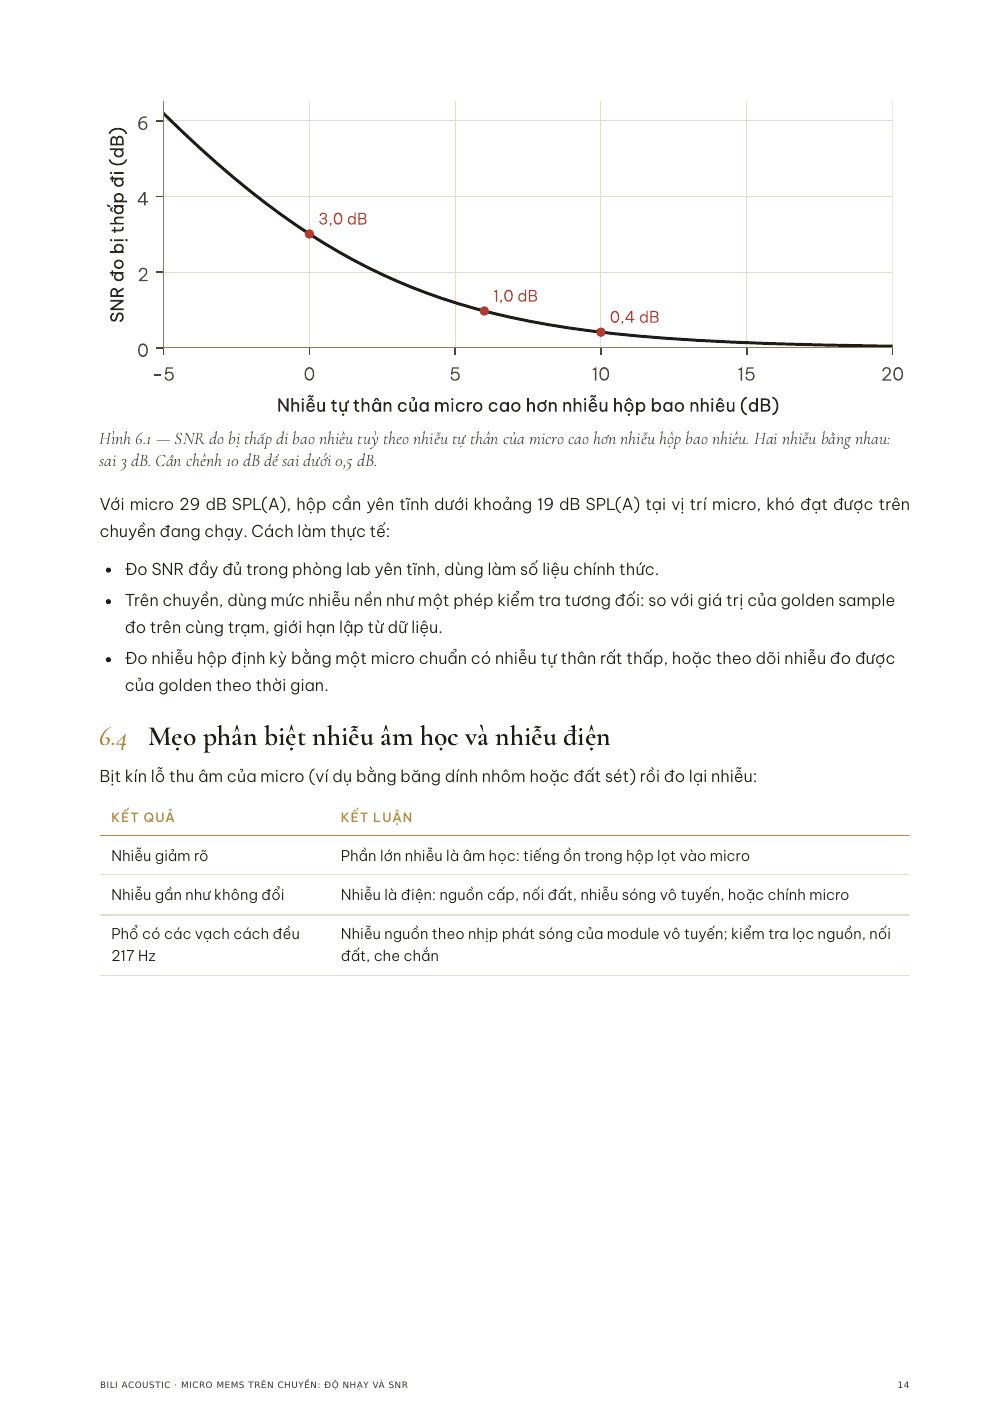 6
4
2
0
SNR đo bị thấp đi (dB)
3,0 dB
1,0 dB
0,4 dB
−5 0 5 10 15 20
Nhiễu tự thân của micro cao hơn nhiễu hộp bao nhiêu (dB)
Hình 6.1 — SNR đo bị thấp đi bao nhiêu tuỳ theo nhiễu tự thân của micro cao hơn nhiễu hộp bao nhiêu. Hai nhiễu bằng nhau:
sai 3 dB. Cần chênh 10 dB để sai dưới 0,5 dB.
Với micro 29 dB SPL(A), hộp cần yên tĩnh dưới khoảng 19 dB SPL(A) tại vị trí micro, khó đạt được trên
chuyền đang chạy. Cách làm thực tế:
• Đo SNR đầy đủ trong phòng lab yên tĩnh, dùng làm số liệu chính thức.
• Trên chuyền, dùng mức nhiễu nền như một phép kiểm tra tương đối: so với giá trị của golden sample
đo trên cùng trạm, giới hạn lập từ dữ liệu.
• Đo nhiễu hộp định kỳ bằng một micro chuẩn có nhiễu tự thân rất thấp, hoặc theo dõi nhiễu đo được
của golden theo thời gian.
6.4 Mẹo phân biệt nhiễu âm học và nhiễu điện
Bịt kín lỗ thu âm của micro (ví dụ bằng băng dính nhôm hoặc đất sét) rồi đo lại nhiễu:
KẾT QUẢ KẾT LUẬN
Nhiễu giảm rõ Phần lớn nhiễu là âm học: tiếng ồn trong hộp lọt vào micro
Nhiễu gần như không đổi Nhiễu là điện: nguồn cấp, nối đất, nhiễu sóng vô tuyến, hoặc chính micro
Phổ có các vạch cách đều Nhiễu nguồn theo nhịp phát sóng của module vô tuyến; kiểm tra lọc nguồn, nối
217 Hz đất, che chắn
BILI ACOUSTIC · MICRO MEMS TRÊN CHUYỀN: ĐỘ NHẠY VÀ SNR 14